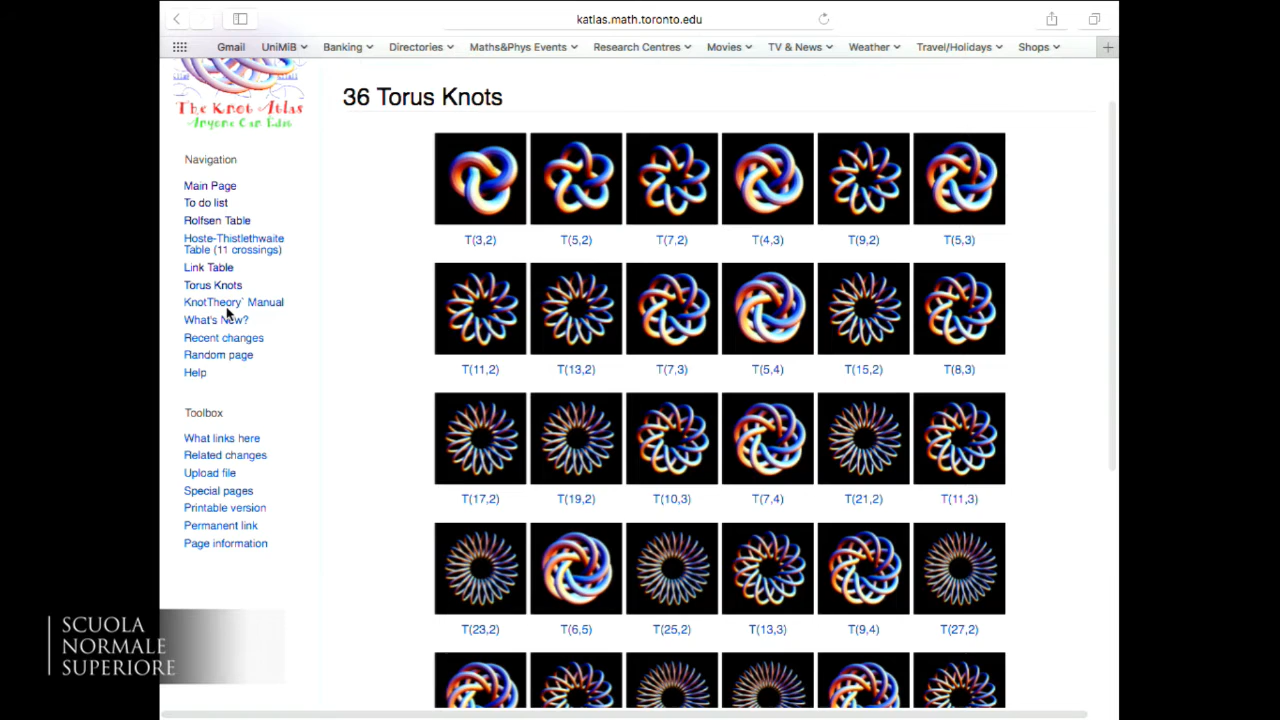 katlas.math.toronto.edu
Gmail UniMiB Banking Directories Maths&Phys Events Research Centres Movies TV & News Weather Travel/Holidays Shops
The Knot Atlas
Anyone Can Edit
Navigation
Main Page
To do list
Rolfsen Table
Hoste-Thistlethwaite
Table (11 crossings)
Link Table
Torus Knots
KnotTheory` Manual
What's New?
Recent changes
Random page
Help
Toolbox
What links here
Related changes
Upload file
Special pages
Printable version
Permanent link
Page information
36 Torus Knots
T(3,2) T(5,2) T(7,2) T(4,3) T(9,2) T(5,3)
T(11,2) T(13,2) T(7,3) T(5,4) T(15,2) T(8,3)
T(17,2) T(19,2) T(10,3) T(7,4) T(21,2) T(11,3)
T(23,2) T(6,5) T(25,2) T(13,3) T(9,4) T(27,2)
SCUOLA
NORMALE
SUPERIORE